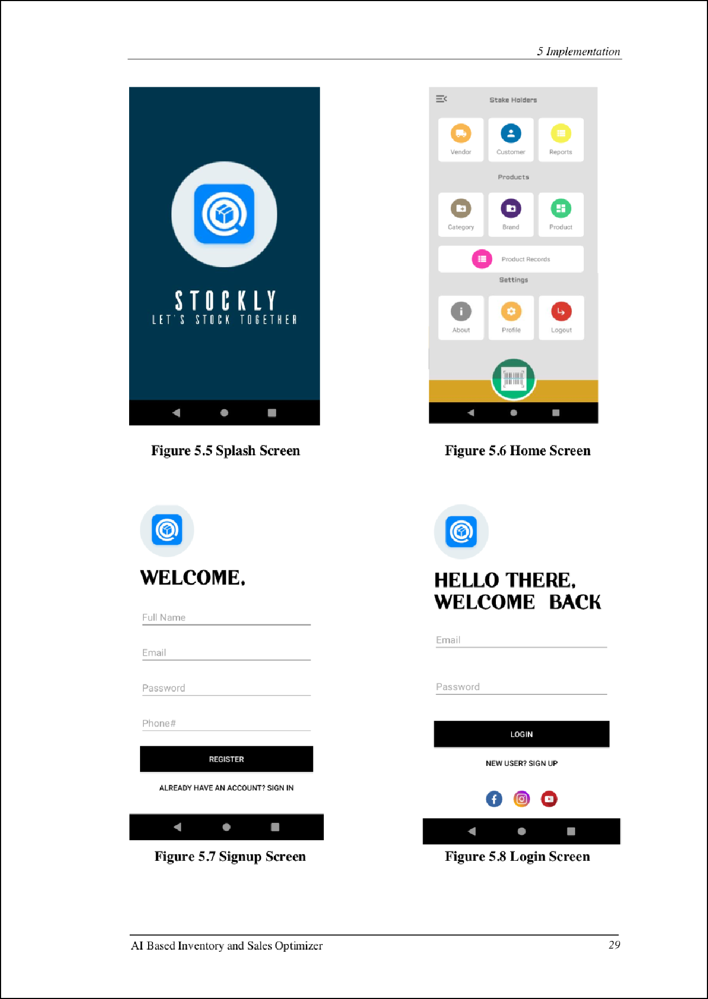 5 Implementation
STOCKLY
LET'S STOCK TOGETHER
Figure 5.5 Splash Screen
Stake Holders
Vendor Customer Reports
Products
Category Brand Product
Product Records
Settings
About Profile Logout
Figure 5.6 Home Screen
WELCOME,
Full Name
Email
Password
Phone#
REGISTER
ALREADY HAVE AN ACCOUNT? SIGN IN
Figure 5.7 Signup Screen
HELLO THERE,
WELCOME BACK
Email
Password
LOGIN
NEW USER? SIGN UP
Figure 5.8 Login Screen
AI Based Inventory and Sales Optimizer 29